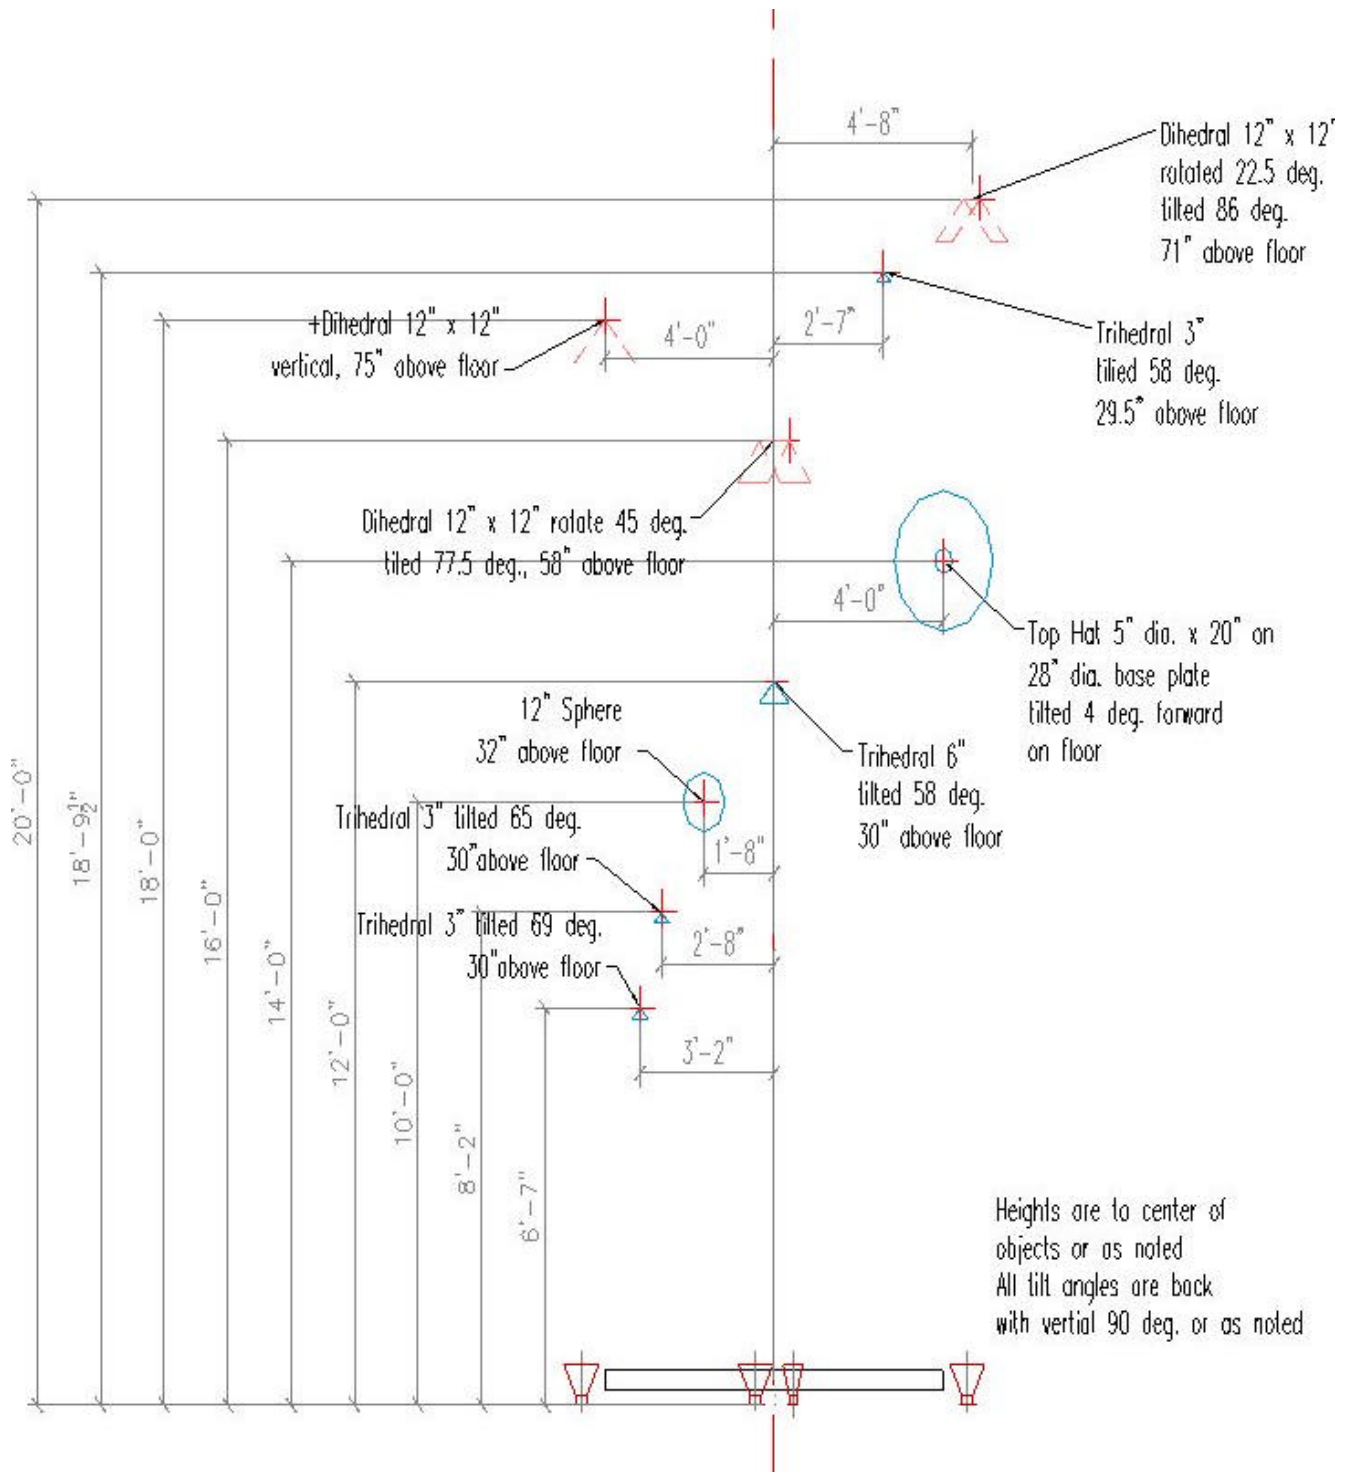 4'-8"
Dihedral 12" x 12"
rotated 22.5 deg.
tilted 86 deg.
71" above floor
+Dihedral 12" x 12"
vertical, 75" above floor
4'-0"
2'-7"
Trihedral 3"
tilied 58 deg.
29.5" above floor
Dihedral 12" x 12" rotate 45 deg.
tiled 77.5 deg., 58" above floor
4'-0"
Top Hat 5" dia. x 20" on
28" dia. base plate
tilted 4 deg. forward
on floor
12" Sphere
32" above floor
Trihedral 6"
tilted 58 deg.
30" above floor
Trihedral 3" tilted 65 deg.
30"above floor
1'-8"
Trihedral 3" tilted 69 deg.
30"above floor
2'-8"
3'-2"
20'-0"
18'-9½"
18'-0"
16'-0"
14'-0"
12'-0"
10'-0"
8'-2"
6'-7"
Heights are to center of
objects or as noted
All tilt angles are back
with vertial 90 deg. or as noted